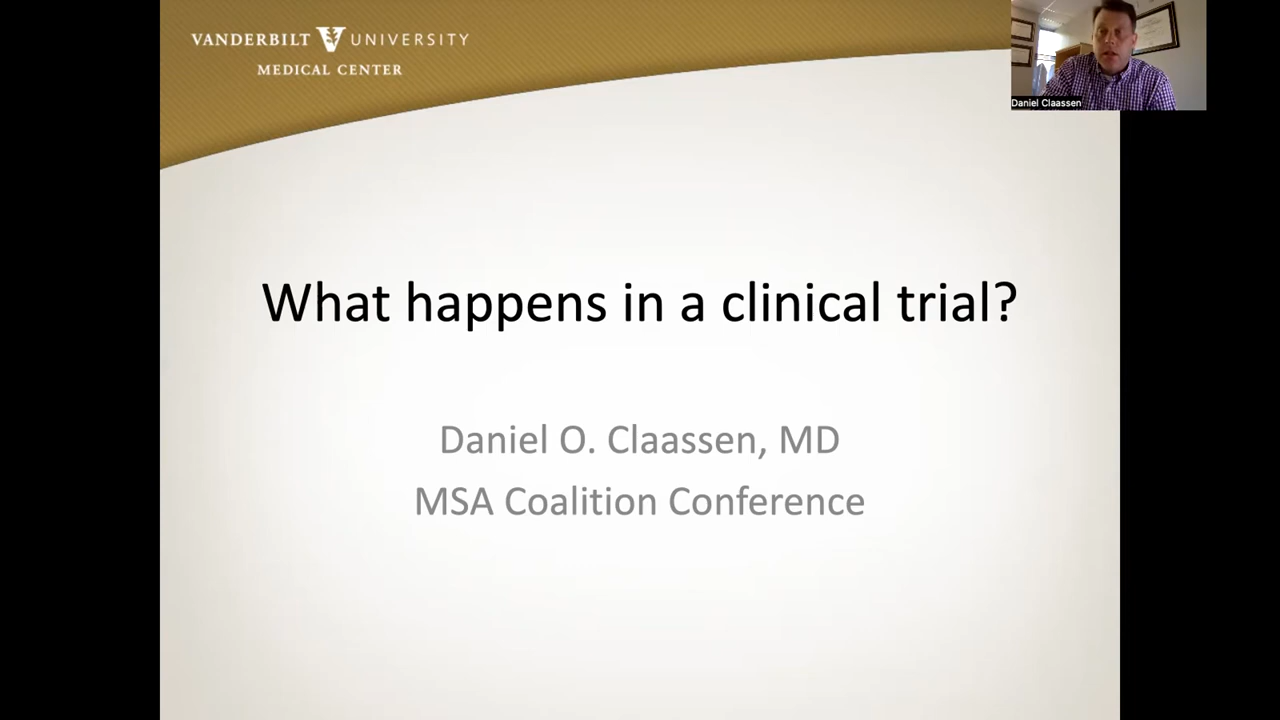 VANDERBILT UNIVERSITY
MEDICAL CENTER
Daniel Claassen
What happens in a clinical trial?
Daniel O. Claassen, MD
MSA Coalition Conference